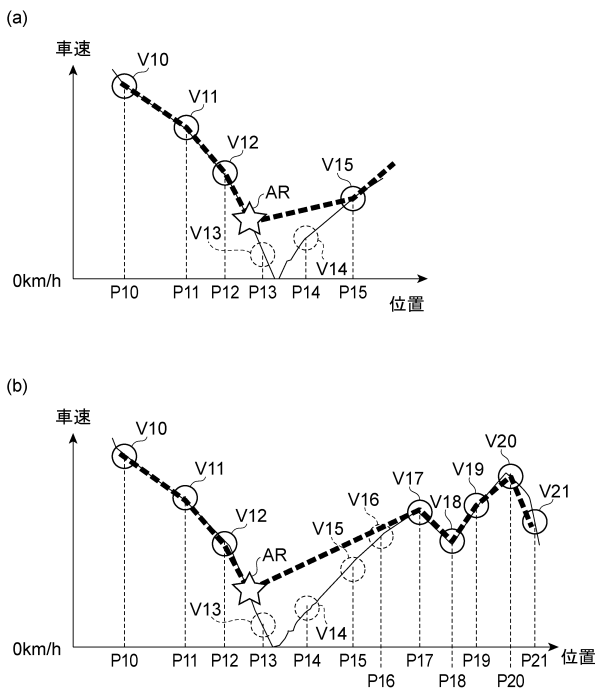 (a)
車速
V10
V11
V12
AR
V15
V13
V14
0km/h
P10 P11 P12 P13 P14 P15
位置
(b)
車速
V10
V11
V12
AR
V13
V14
V15
V16
V17
V18
V19
V20
V21
0km/h
P10 P11 P12 P13 P14 P15 P17 P19 P21
位置
P16 P18 P20